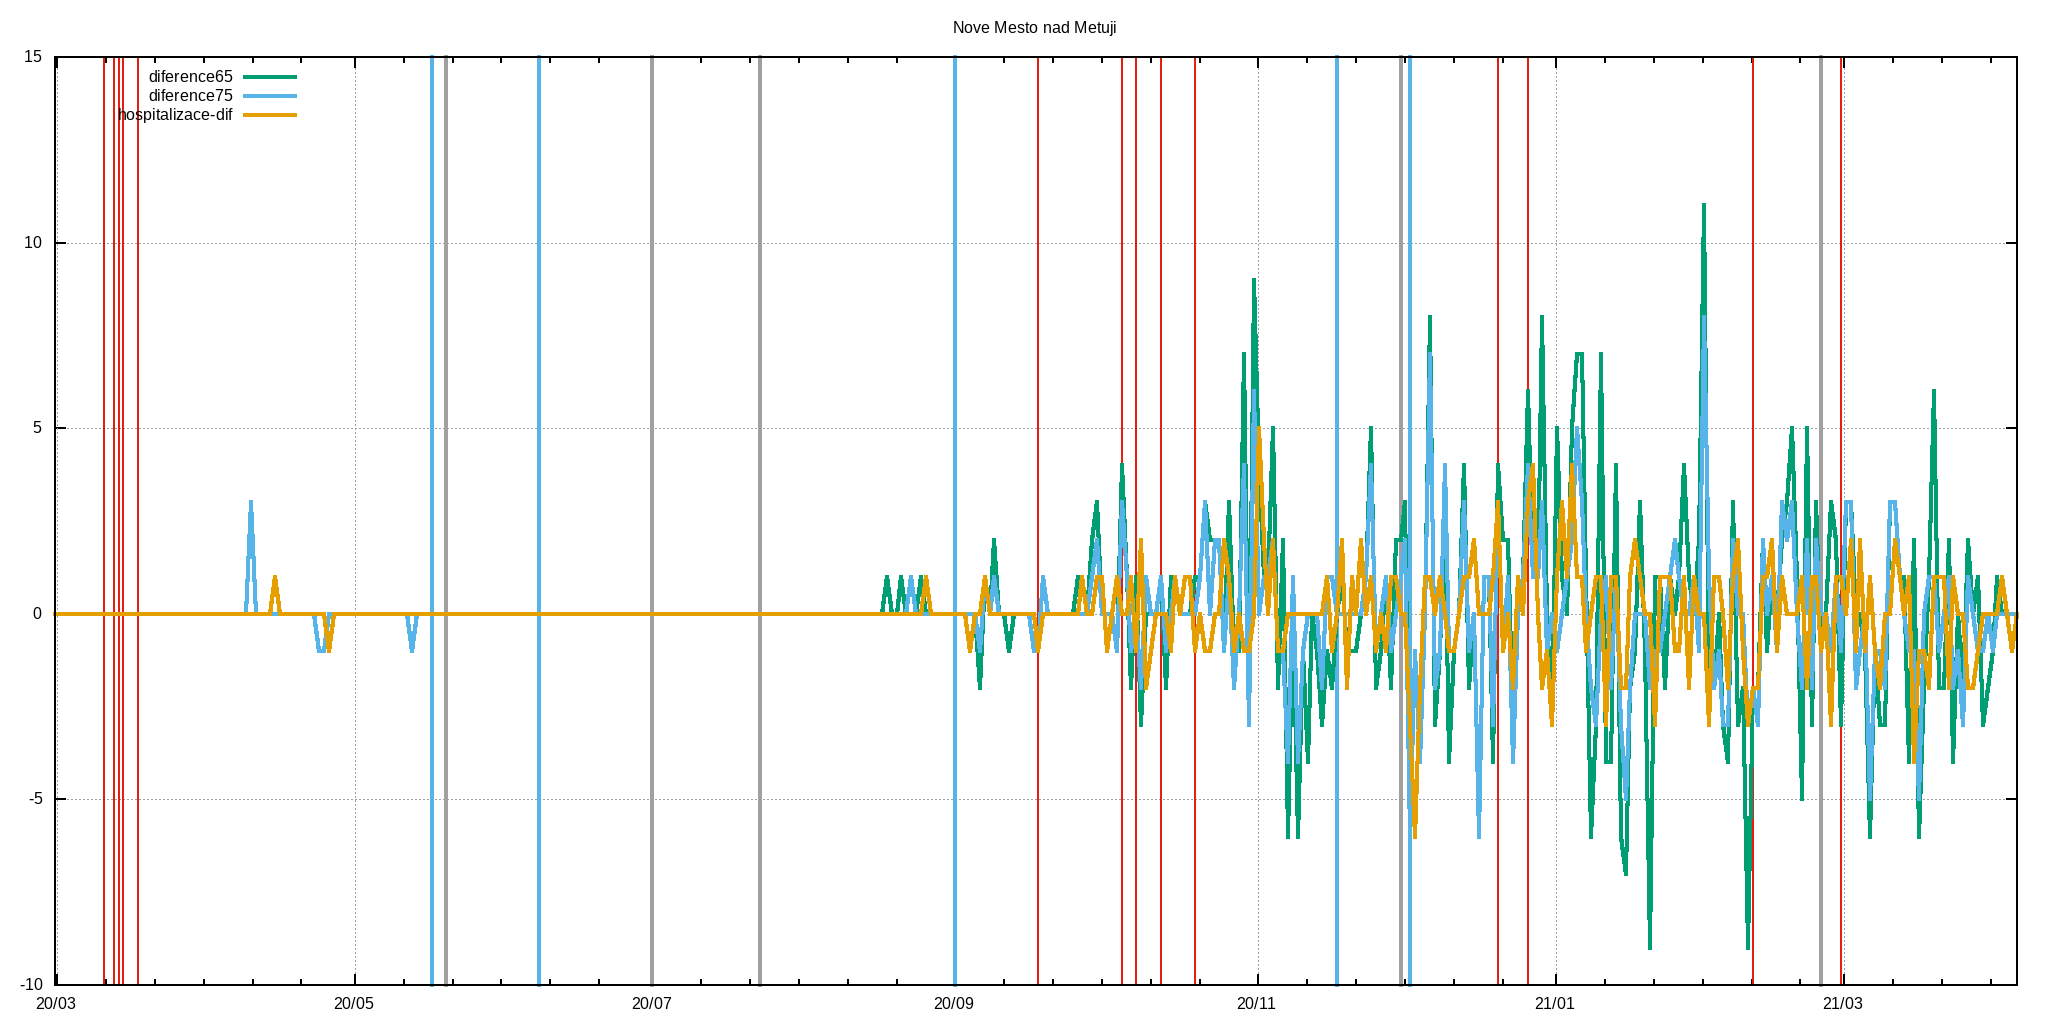 Nove Mesto nad Metuji
15
diference65
diference75
hospitalizace-dif
10
5
0
-5
-10
20/03 20/05 20/07 20/09 20/11 21/01 21/03